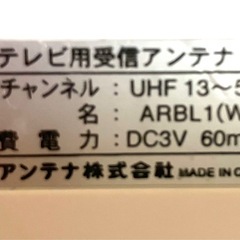 テレビ用受信アンテナ
チャンネル：UHF 13～5
名：ARBL1(W
費電力：DC3V 60m
アンテナ株式会社 MADE IN C